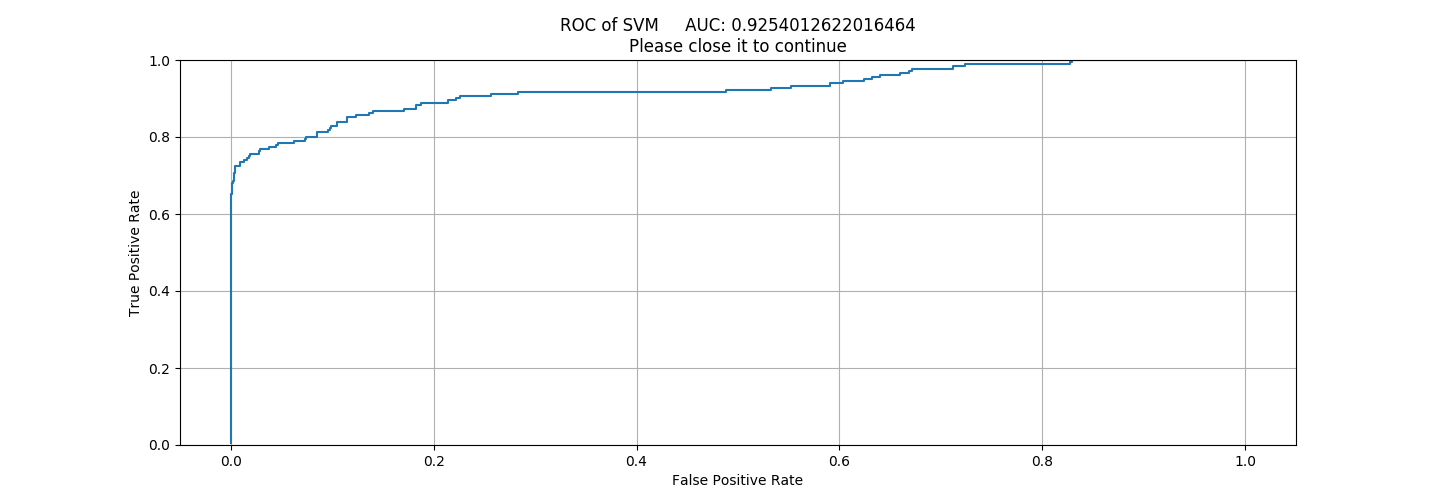 ROC of SVM     AUC: 0.9254012622016464
Please close it to continue
1.0
0.8
0.6
0.4
0.2
0.0
True Positive Rate
0.0 0.2 0.4 0.6 0.8 1.0
False Positive Rate